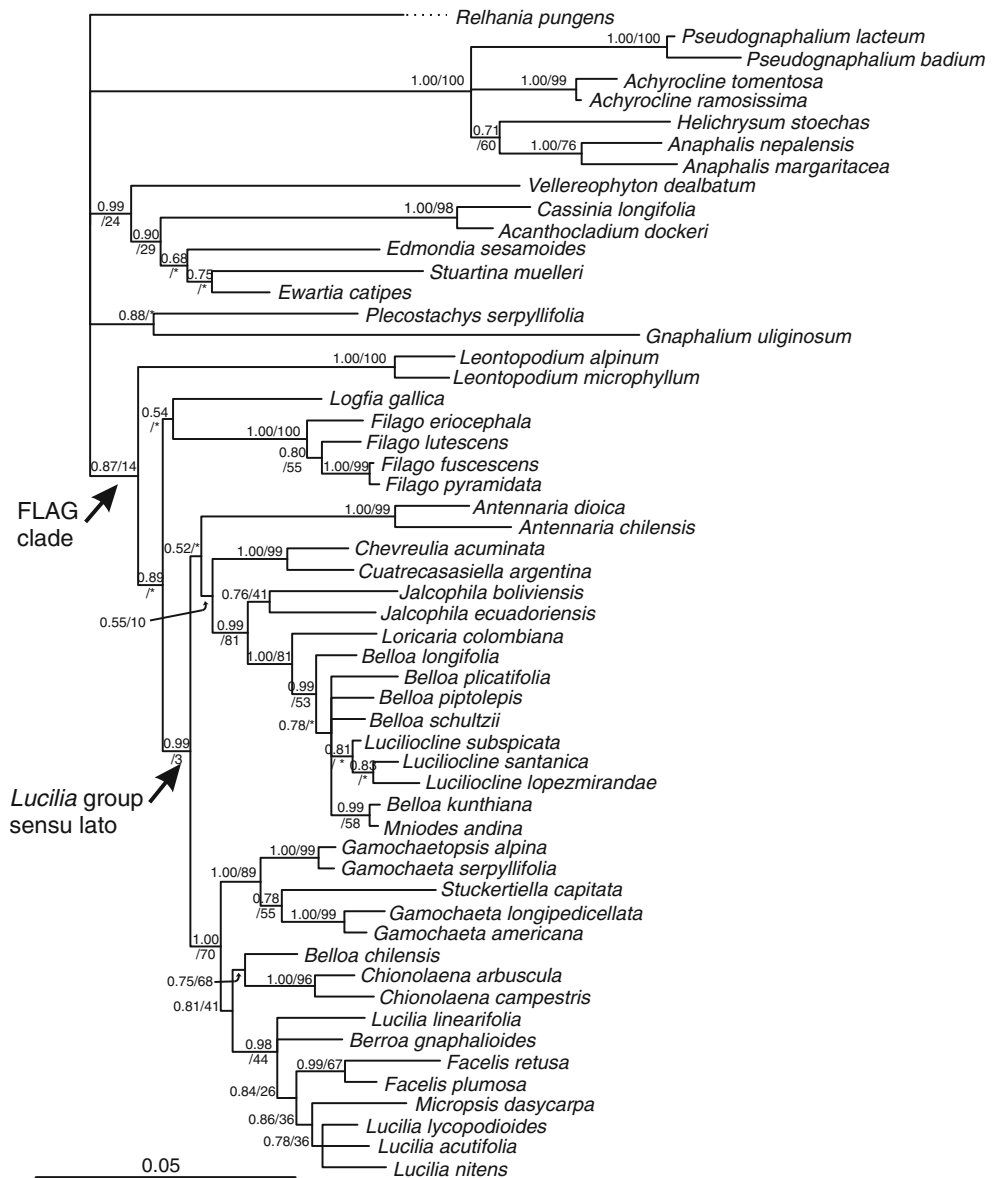 Relhania pungens
Pseudognaphalium lacteum
1.00/100
Pseudognaphalium badium
1.00/100
1.00/99
Achyrocline tomentosa
Achyrocline ramosissima
Helichrysum stoechas
0.71
/60
1.00/76
Anaphalis nepalensis
Anaphalis margaritacea
Vellereophyton dealbatum
0.99
/24
1.00/98
Cassinia longifolia
Acanthocladium dockeri
0.90
/29
Edmondia sesamoides
0.68
/*
Stuartina muelleri
0.75
/*
Ewartia catipes
0.88/*
Plecostachys serpyllifolia
Gnaphalium uliginosum
1.00/100
Leontopodium alpinum
Leontopodium microphyllum
Logfia gallica
0.54
/*
Filago eriocephala
1.00/100
Filago lutescens
0.80
/55
1.00/99
Filago fuscescens
Filago pyramidata
0.87/14
FLAG
clade
Antennaria dioica
1.00/99
Antennaria chilensis
0.52/*
Chevreulia acuminata
1.00/99
Cuatrecasasiella argentina
0.89
/*
0.76/41
Jalcophila boliviensis
Jalcophila ecuadoriensis
0.55/10
0.99
/81
Loricaria colombiana
1.00/81
Belloa longifolia
Belloa plicatifolia
0.99
/53
Belloa piptolepis
0.78/*
Belloa schultzii
Luciliocline subspicata
0.81
/ *
Luciliocline santanica
0.83
/*
Luciliocline lopezmirandae
0.99
/3
Lucilia group
sensu lato
0.99
/58
Belloa kunthiana
Mniodes andina
1.00/99
Gamochaetopsis alpina
Gamochaeta serpyllifolia
1.00/89
Stuckertiella capitata
0.78
/55
1.00/99
Gamochaeta longipedicellata
Gamochaeta americana
1.00
/70
Belloa chilensis
0.75/68
1.00/96
Chionolaena arbuscula
Chionolaena campestris
0.81/41
Lucilia linearifolia
0.98
/44
Berroa gnaphalioides
0.99/67
Facelis retusa
Facelis plumosa
0.84/26
Micropsis dasycarpa
0.86/36
Lucilia lycopodioides
0.78/36
Lucilia acutifolia
Lucilia nitens
0.05